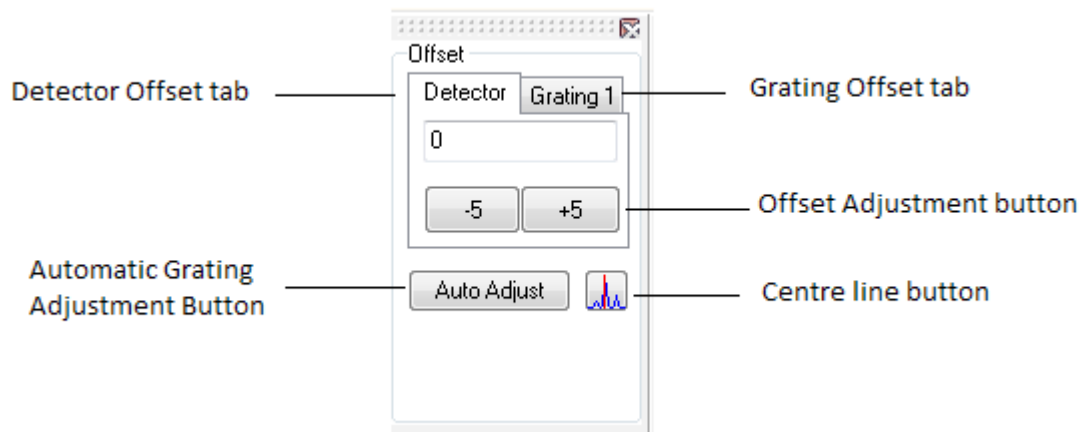 Offset
Detector Offset tab
Detector
Grating 1
Grating Offset tab
0
-5
+5
Offset Adjustment button
Automatic Grating
Adjustment Button
Auto Adjust
Centre line button